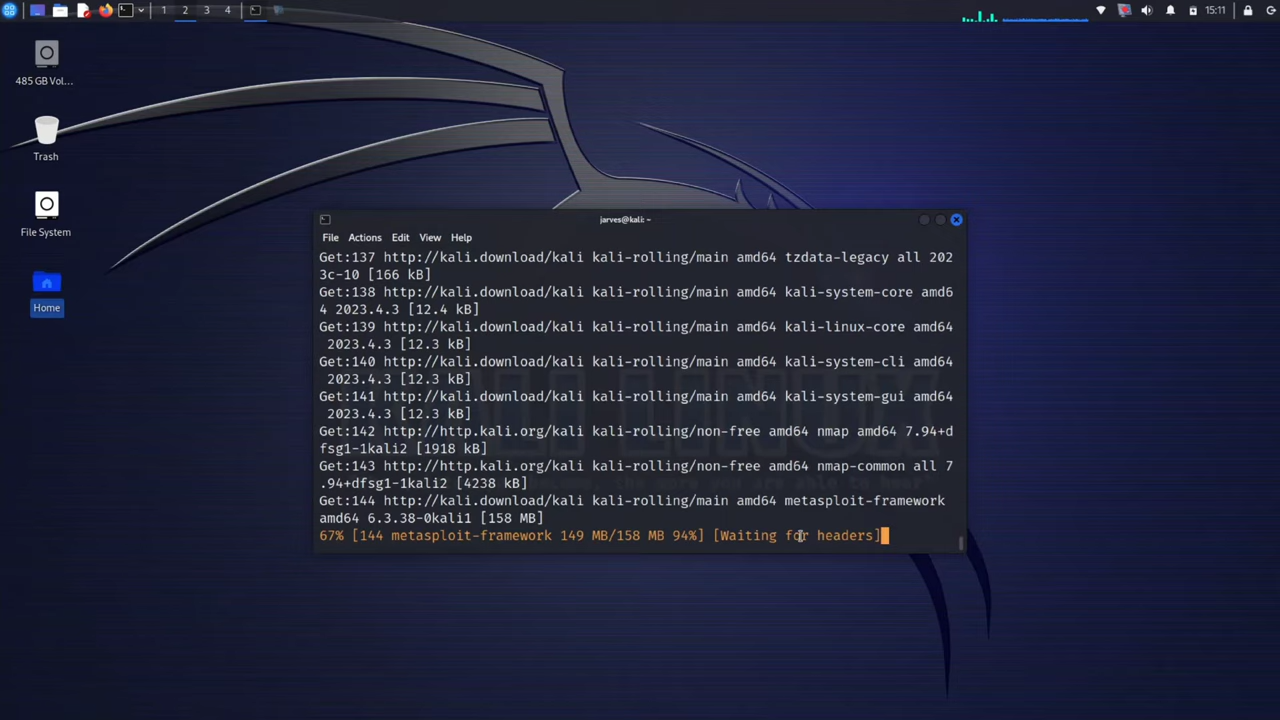 1 2 3 4 15:11
485 GB Vol...
Trash
File System
Home
jarves@kali: ~
File Actions Edit View Help
Get:137 http://kali.download/kali kali-rolling/main amd64 tzdata-legacy all 202
3c-10 [166 kB]
Get:138 http://kali.download/kali kali-rolling/main amd64 kali-system-core amd6
4 2023.4.3 [12.4 kB]
Get:139 http://kali.download/kali kali-rolling/main amd64 kali-linux-core amd64
2023.4.3 [12.3 kB]
Get:140 http://kali.download/kali kali-rolling/main amd64 kali-system-cli amd64
2023.4.3 [12.3 kB]
Get:141 http://kali.download/kali kali-rolling/main amd64 kali-system-gui amd64
2023.4.3 [12.3 kB]
Get:142 http://http.kali.org/kali kali-rolling/non-free amd64 nmap amd64 7.94+d
fsg1-1kali2 [1918 kB]
Get:143 http://http.kali.org/kali kali-rolling/non-free amd64 nmap-common all 7
.94+dfsg1-1kali2 [4238 kB]
Get:144 http://kali.download/kali kali-rolling/main amd64 metasploit-framework
amd64 6.3.38-0kali1 [158 MB]
67% [144 metasploit-framework 149 MB/158 MB 94%] [Waiting for headers]